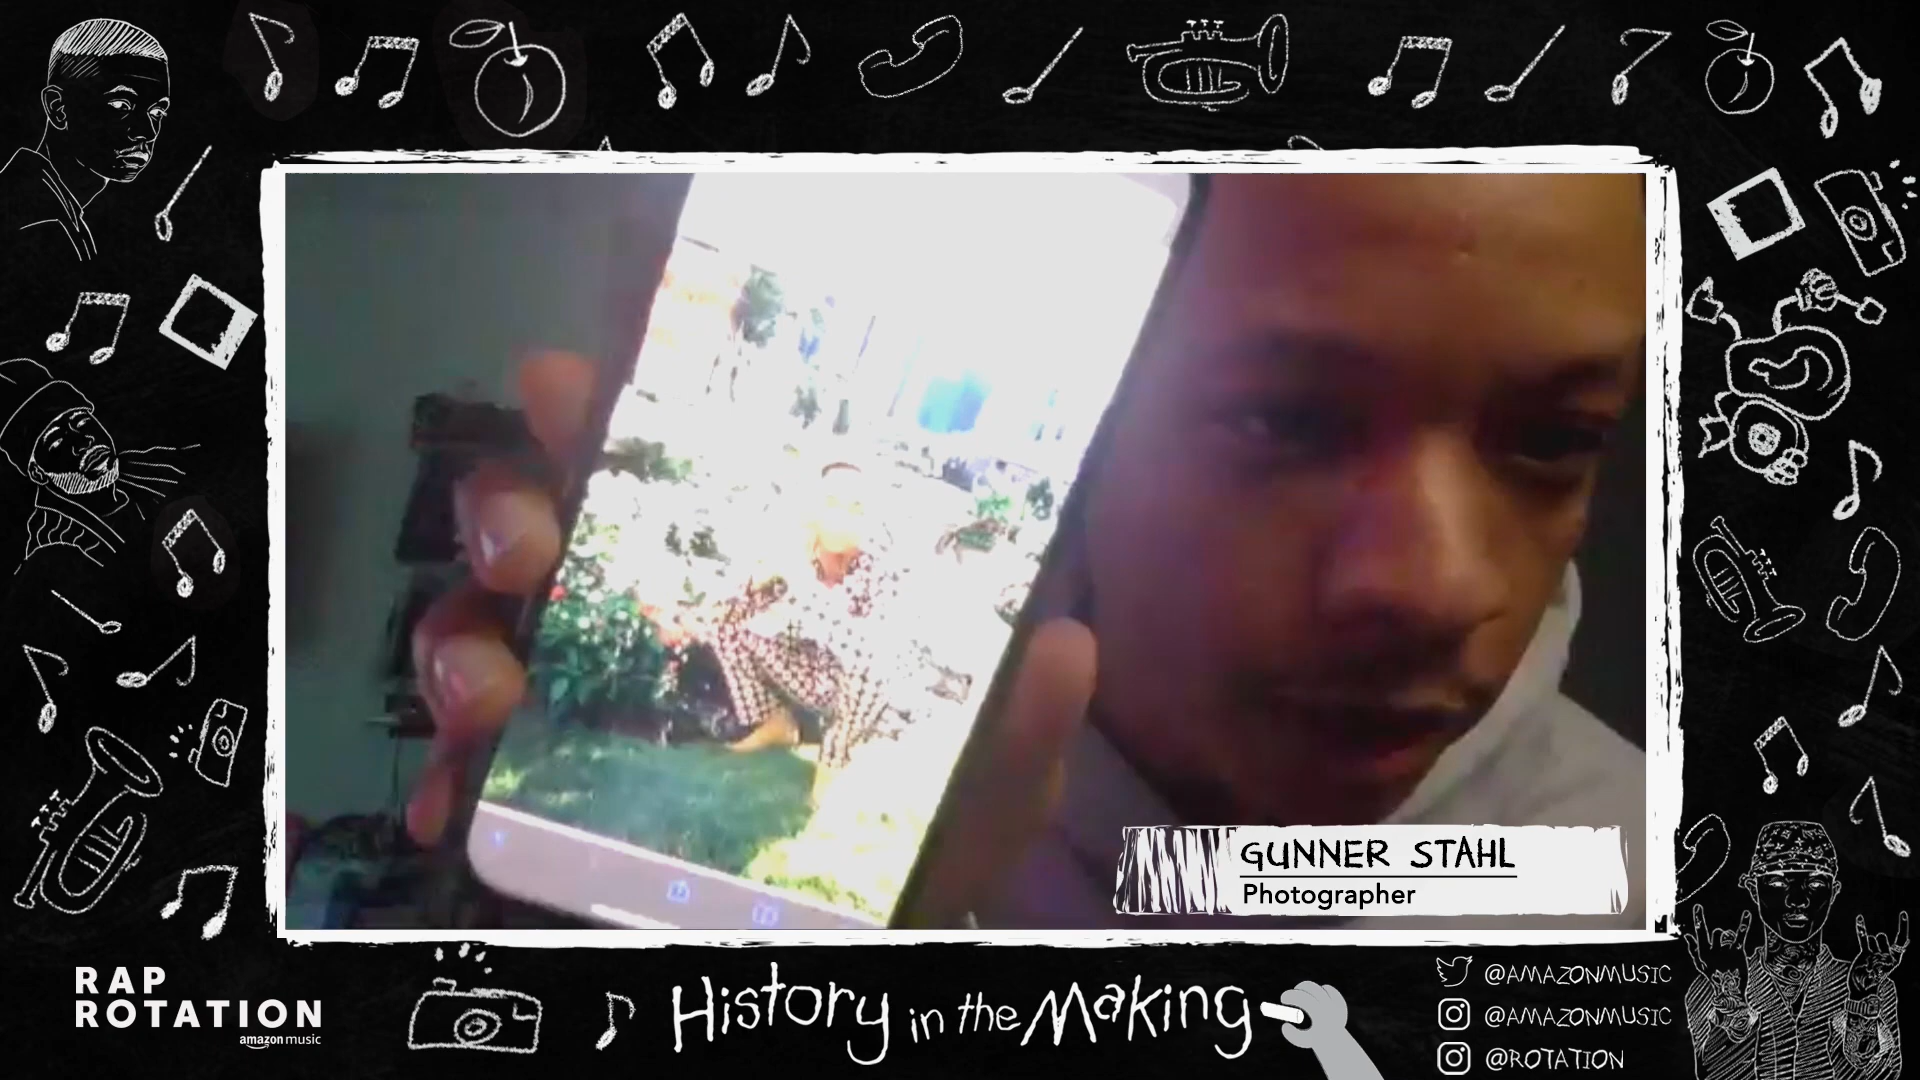 GUNNER STAHL
Photographer
RAP
ROTATION
amazon music
History in the Making
@AMAZONMUSIC
@AMAZONMUSIC
@ROTATION